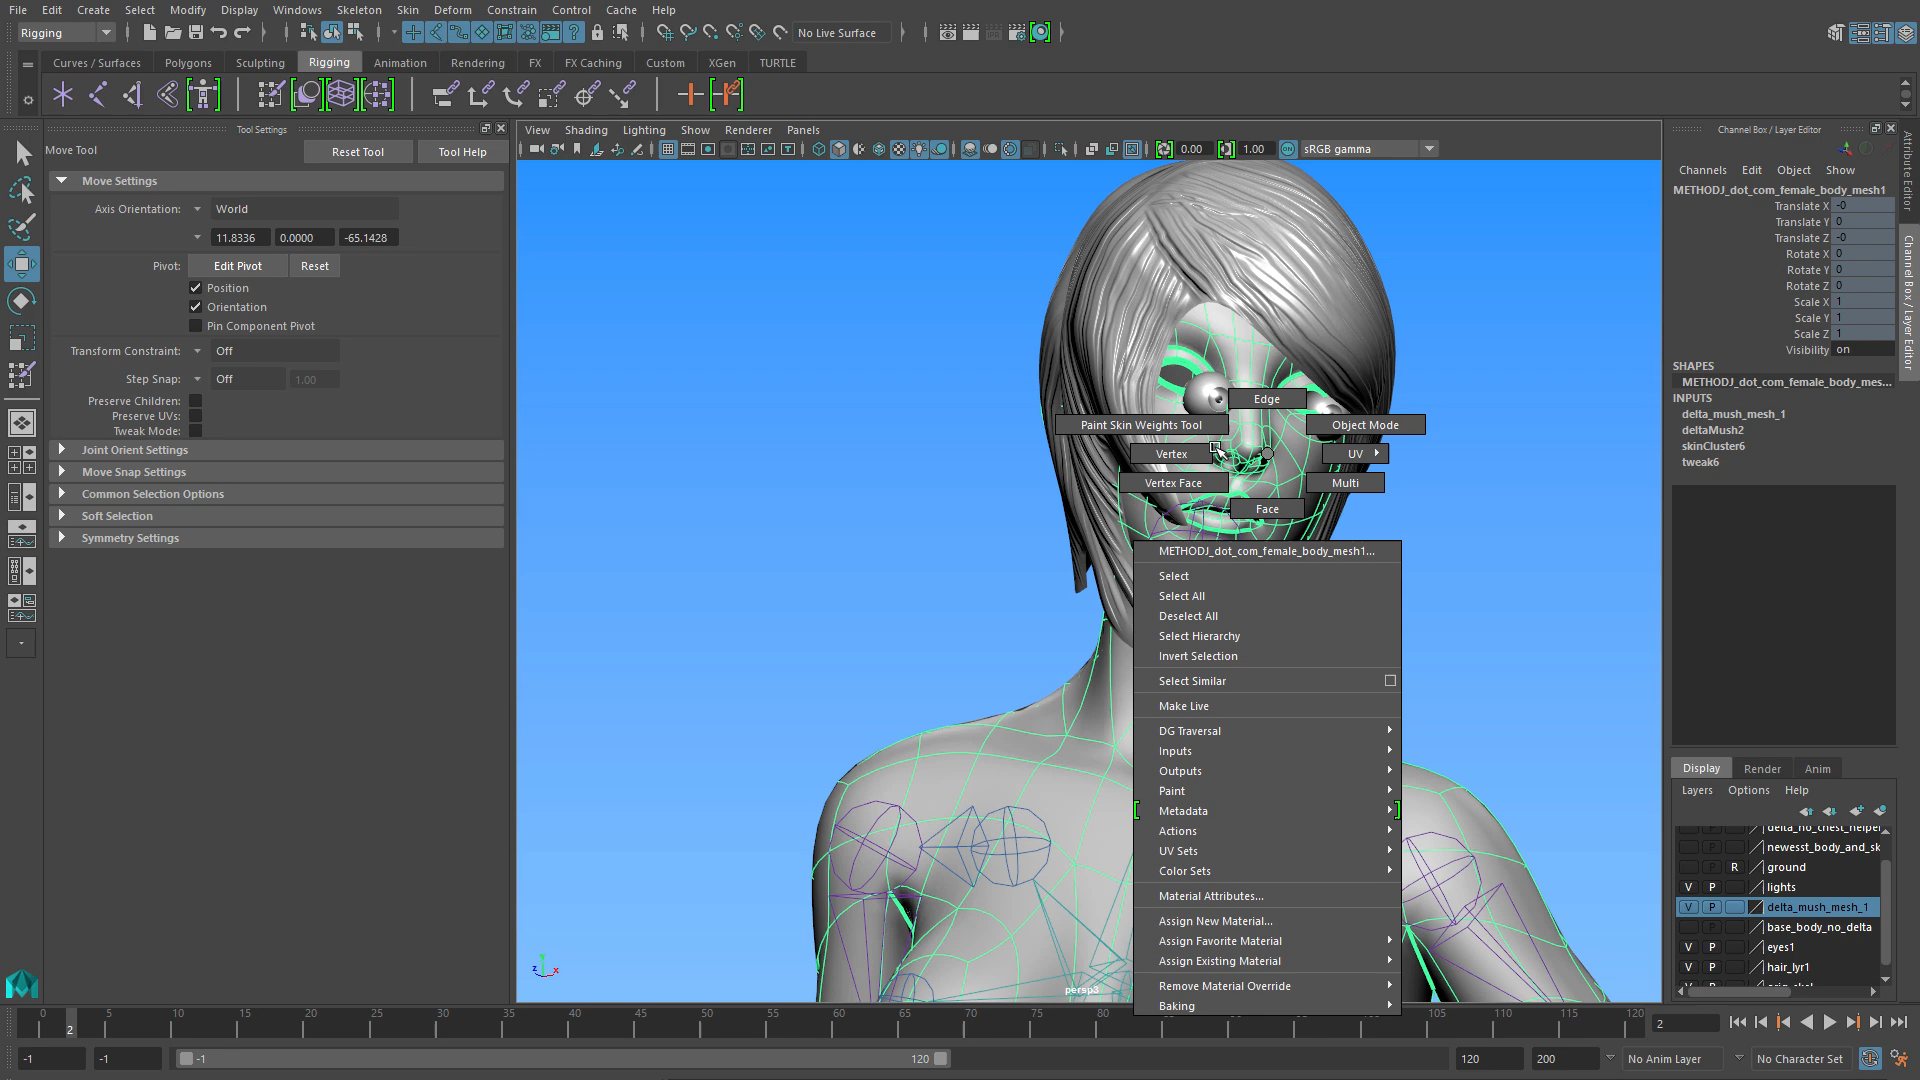 File Edit Create Select Modify Display Windows Skeleton Skin Deform Constrain Control Cache Help
Rigging
No Live Surface
Curves / Surfaces Polygons Sculpting Rigging Animation Rendering FX FX Caching Custom XGen TURTLE
Tool Settings
Move Tool
Reset Tool
Tool Help
Move Settings
Axis Orientation: World
11.8336 0.0000 -65.1428
Pivot: Edit Pivot Reset
Position
Orientation
Pin Component Pivot
Transform Constraint: Off
Step Snap: Off 1.00
Preserve Children:
Preserve UVs:
Tweak Mode:
Joint Orient Settings
Move Snap Settings
Common Selection Options
Soft Selection
Symmetry Settings
View Shading Lighting Show Renderer Panels
0.00 1.00 ON sRGB gamma
Edge
Paint Skin Weights Tool
Object Mode
Vertex
UV
Vertex Face
Multi
Face
METHODJ_dot_com_female_body_mesh1...
Select
Select All
Deselect All
Select Hierarchy
Invert Selection
Select Similar
Make Live
DG Traversal
Inputs
Outputs
Paint
Metadata
Actions
UV Sets
Color Sets
Material Attributes...
Assign New Material...
Assign Favorite Material
Assign Existing Material
Remove Material Override
Baking
persp3
y
z x
Channel Box / Layer Editor
Channels Edit Object Show
METHODJ_dot_com_female_body_mesh1
Translate X -0
Translate Y 0
Translate Z -0
Rotate X 0
Rotate Y 0
Rotate Z 0
Scale X 1
Scale Y 1
Scale Z 1
Visibility on
SHAPES
METHODJ_dot_com_female_body_mes...
INPUTS
delta_mush_mesh_1
deltaMush2
skinCluster6
tweak6
Attribute Editor
Channel Box / Layer Editor
Display Render Anim
Layers Options Help
P delta_no_chest_helper
P newesst_body_and_sk
P R ground
V P lights
V P delta_mush_mesh_1
P base_body_no_delta
V P eyes1
V P hair_lyr1
0 5 10 15 20 25 30 35 40 45 50 55 60 65 70 75 80 85 105 110 115 120
2
2
-1 -1 -1 120 120 200 No Anim Layer No Character Set